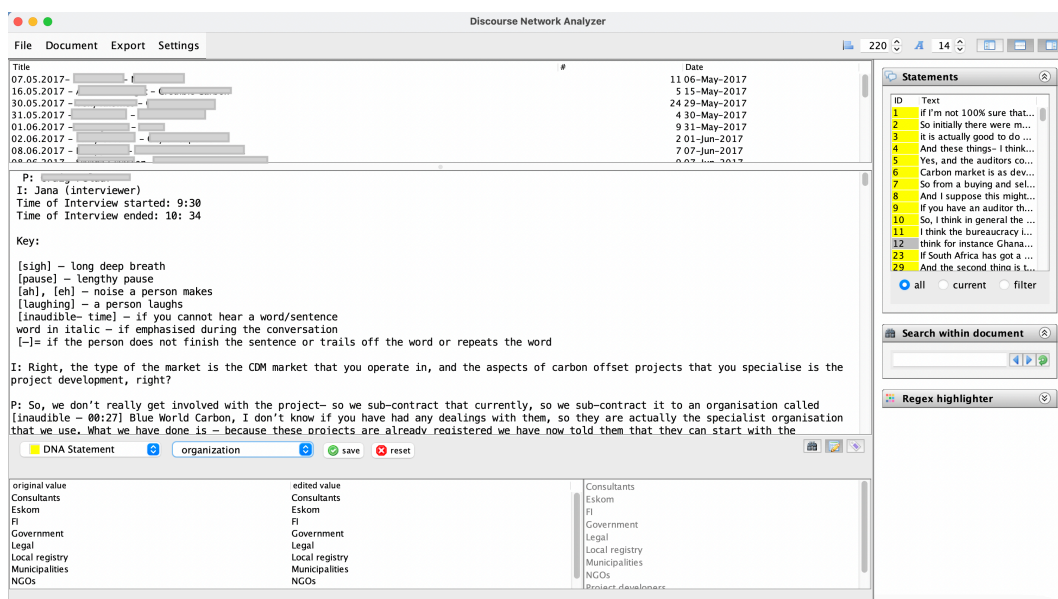 Discourse Network Analyzer
File Document Export Settings
220 A 14
Title # Date
07.05.2017- 11 06-May-2017
16.05.2017 - 5 15-May-2017
30.05.2017 - 24 29-May-2017
31.05.2017 - 4 30-May-2017
01.06.2017 - 9 31-May-2017
02.06.2017 - 2 01-Jun-2017
08.06.2017 - 7 07-Jun-2017
P:
I: Jana (interviewer)
Time of Interview started: 9:30
Time of Interview ended: 10: 34
Key:
[sigh] – long deep breath
[pause] – lengthy pause
[ah], [eh] – noise a person makes
[laughing] – a person laughs
[inaudible- time] – if you cannot hear a word/sentence
word in italic – if emphasised during the conversation
[–]= if the person does not finish the sentence or trails off the word or repeats the word
I: Right, the type of the market is the CDM market that you operate in, and the aspects of carbon offset projects that you specialise is the
project development, right?
P: So, we don't really get involved with the project– so we sub-contract that currently, so we sub-contract it to an organisation called
[inaudible – 00:27] Blue World Carbon, I don't know if you have had any dealings with them, so they are actually the specialist organisation
that we use. What we have done is – because these projects are already registered we have now told them that they can start with the
DNA Statement organization save reset
original value edited value
Consultants Consultants
Eskom Eskom
FI FI
Government Government
Legal Legal
Local registry Local registry
Municipalities Municipalities
NGOs NGOs
Consultants
Eskom
FI
Government
Legal
Local registry
Municipalities
NGOs
Project developers
Statements
ID Text
1 if I'm not 100% sure that...
2 So initially there were m...
3 it is actually good to do ...
4 And these things- I think...
5 Yes, and the auditors co...
6 Carbon market is as dev...
7 So from a buying and sel...
8 And I suppose this might...
9 If you have an auditor th...
10 So, I think in general the ...
11 I think the bureaucracy i...
12 think for instance Ghana...
23 If South Africa has got a ...
29 And the second thing is t...
all current filter
Search within document
Regex highlighter